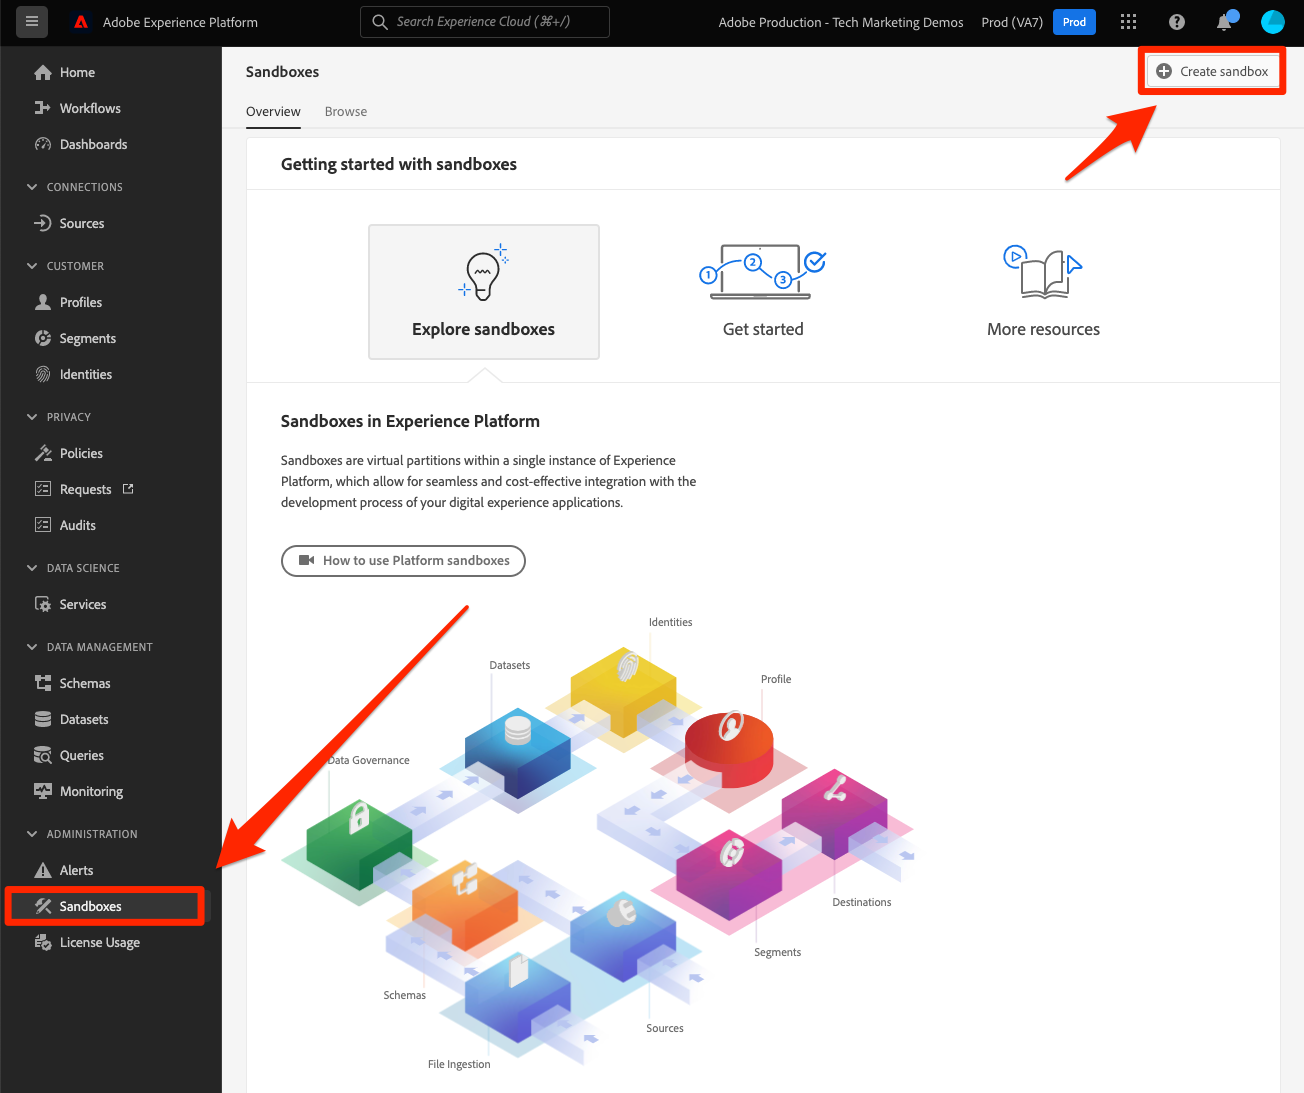 Adobe Experience Platform
Search Experience Cloud (⌘+/)
Adobe Production - Tech Marketing Demos
Prod (VA7)
Prod
Home
Workflows
Dashboards
CONNECTIONS
Sources
CUSTOMER
Profiles
Segments
Identities
PRIVACY
Policies
Requests
Audits
DATA SCIENCE
Services
DATA MANAGEMENT
Schemas
Datasets
Queries
Monitoring
ADMINISTRATION
Alerts
Sandboxes
License Usage
Sandboxes
Create sandbox
Overview
Browse
Getting started with sandboxes
1
2
3
Explore sandboxes
Get started
More resources
Sandboxes in Experience Platform
Sandboxes are virtual partitions within a single instance of Experience
Platform, which allow for seamless and cost-effective integration with the
development process of your digital experience applications.
How to use Platform sandboxes
Identities
Datasets
Profile
Data Governance
Destinations
Segments
Schemas
Sources
File Ingestion